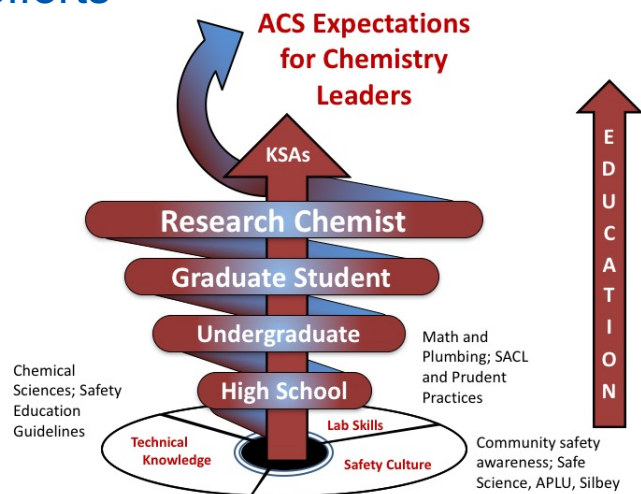 ACS Expectations
for Chemistry
Leaders
KSAs
EDUCATION
Research Chemist
Graduate Student
Undergraduate
High School
Math and
Plumbing; SACL
and Prudent
Practices
Chemical
Sciences; Safety
Education
Guidelines
Lab Skills
Technical
Knowledge
Safety Culture
Community safety
awareness; Safe
Science, APLU, Silbey